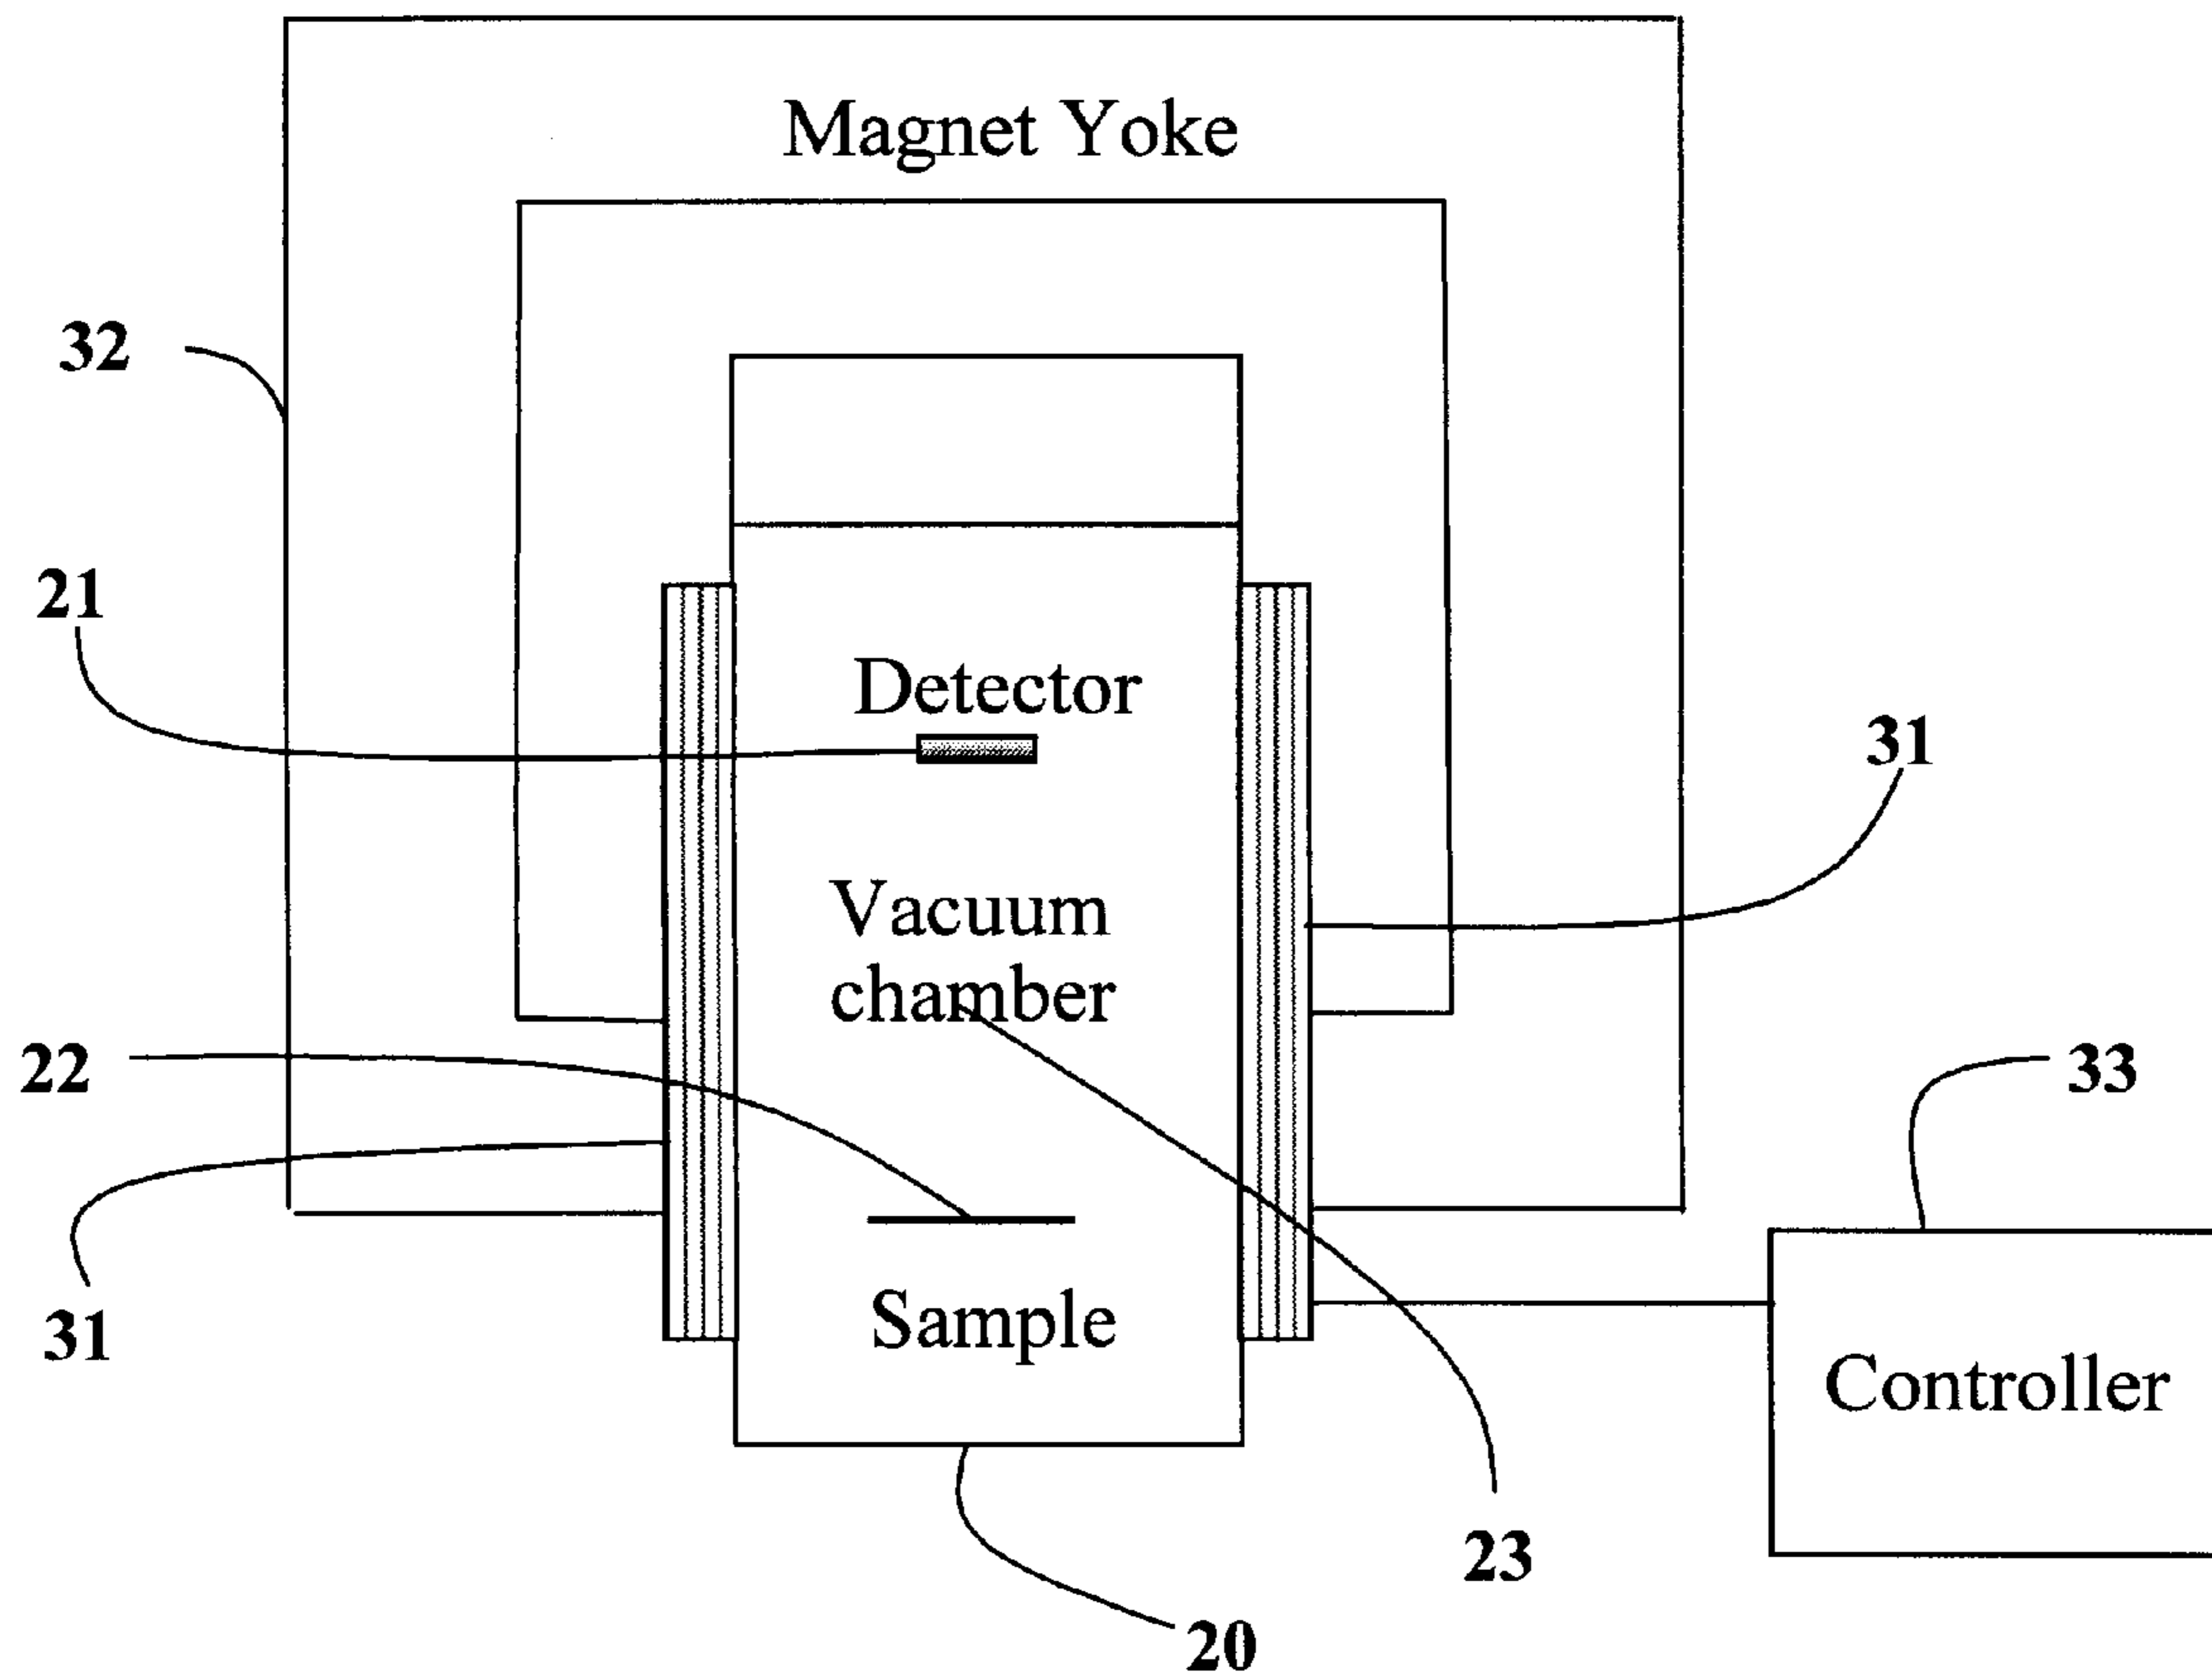 Magnet Yoke
32
21
Detector
31
Vacuum
chamber
22
33
31
Sample
Controller
23
20